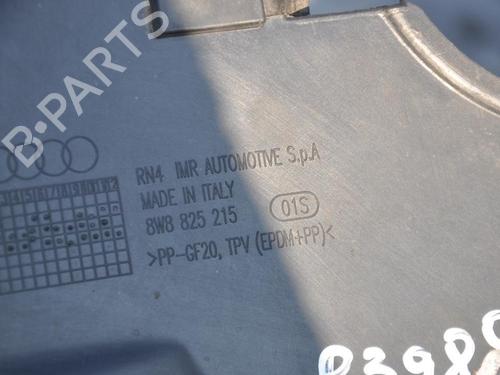 B-PARTS
RN4 IMR AUTOMOTIVE S.p.A
MADE IN ITALY
8W8 825 215 01S
>PP-GF20, TPV (EPDM+PP)<